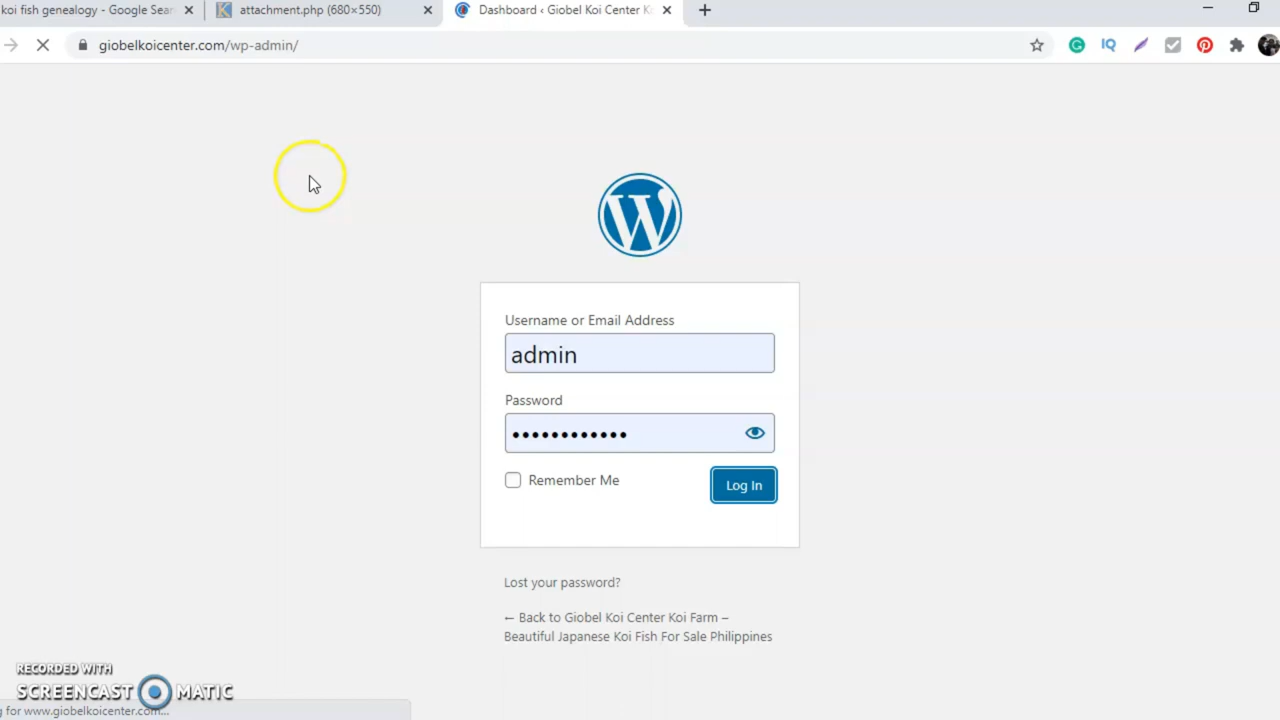 koi fish genealogy - Google Sear
attachment.php (680×550)
Dashboard ‹ Giobel Koi Center Ko
giobelkoicenter.com/wp-admin/
IQ
Username or Email Address
admin
Password
••••••••••••
Remember Me
Log In
Lost your password?
← Back to Giobel Koi Center Koi Farm –
Beautiful Japanese Koi Fish For Sale Philippines
RECORDED WITH
SCREENCAST MATIC
g for www.giobelkoicenter.com...